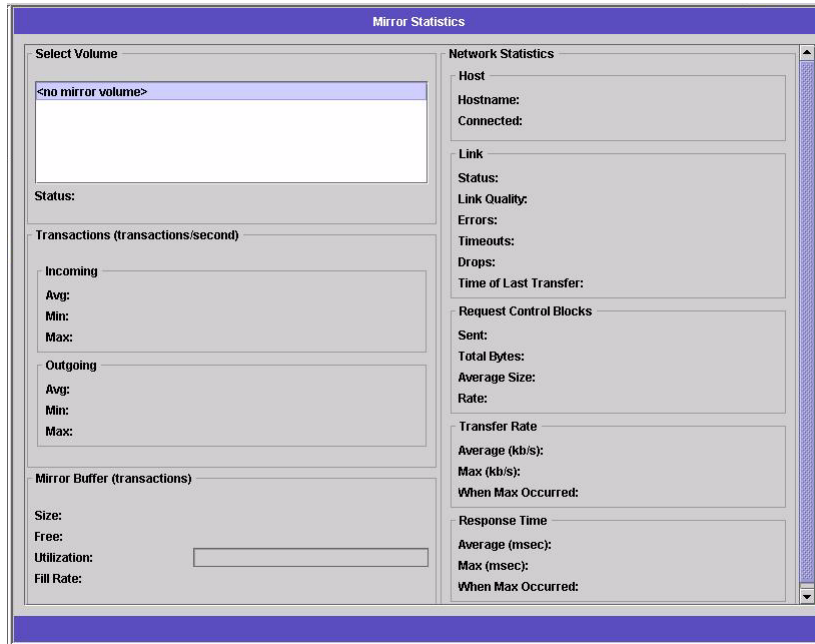 Mirror Statistics
Select Volume
<no mirror volume>
Status:
Transactions (transactions/second)
Incoming
Avg:
Min:
Max:
Outgoing
Avg:
Min:
Max:
Mirror Buffer (transactions)
Size:
Free:
Utilization:
Fill Rate:
Network Statistics
Host
Hostname:
Connected:
Link
Status:
Link Quality:
Errors:
Timeouts:
Drops:
Time of Last Transfer:
Request Control Blocks
Sent:
Total Bytes:
Average Size:
Rate:
Transfer Rate
Average (kb/s):
Max (kb/s):
When Max Occurred:
Response Time
Average (msec):
Max (msec):
When Max Occurred: